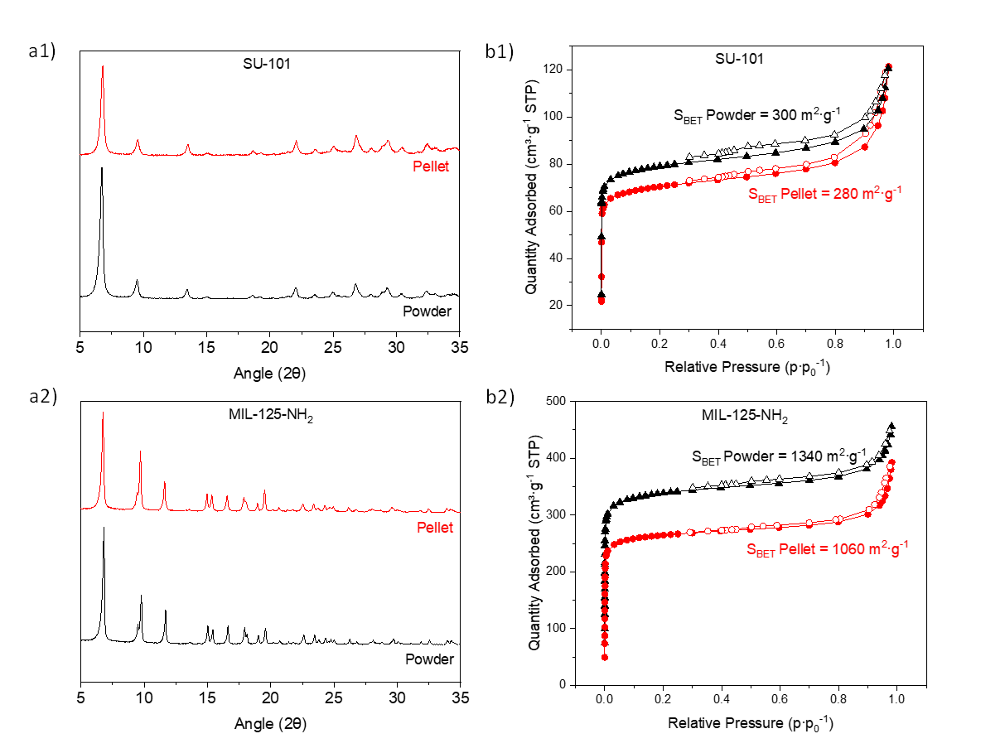 a1)
SU-101
Pellet
Powder
5 10 15 20 25 30 35
Angle (2θ)
b1)
SU-101
Quantity Adsorbed (cm³·g⁻¹ STP)
120
100
80
60
40
20
S_BET Powder = 300 m²·g⁻¹
S_BET Pellet = 280 m²·g⁻¹
0.0 0.2 0.4 0.6 0.8 1.0
Relative Pressure (p·p₀⁻¹)
a2)
MIL-125-NH₂
Pellet
Powder
5 10 15 20 25 30 35
Angle (2θ)
b2)
MIL-125-NH₂
Quantity Adsorbed (cm³·g⁻¹ STP)
500
400
300
200
100
0
S_BET Powder = 1340 m²·g⁻¹
S_BET Pellet = 1060 m²·g⁻¹
0.0 0.2 0.4 0.6 0.8 1.0
Relative Pressure (p·p₀⁻¹)